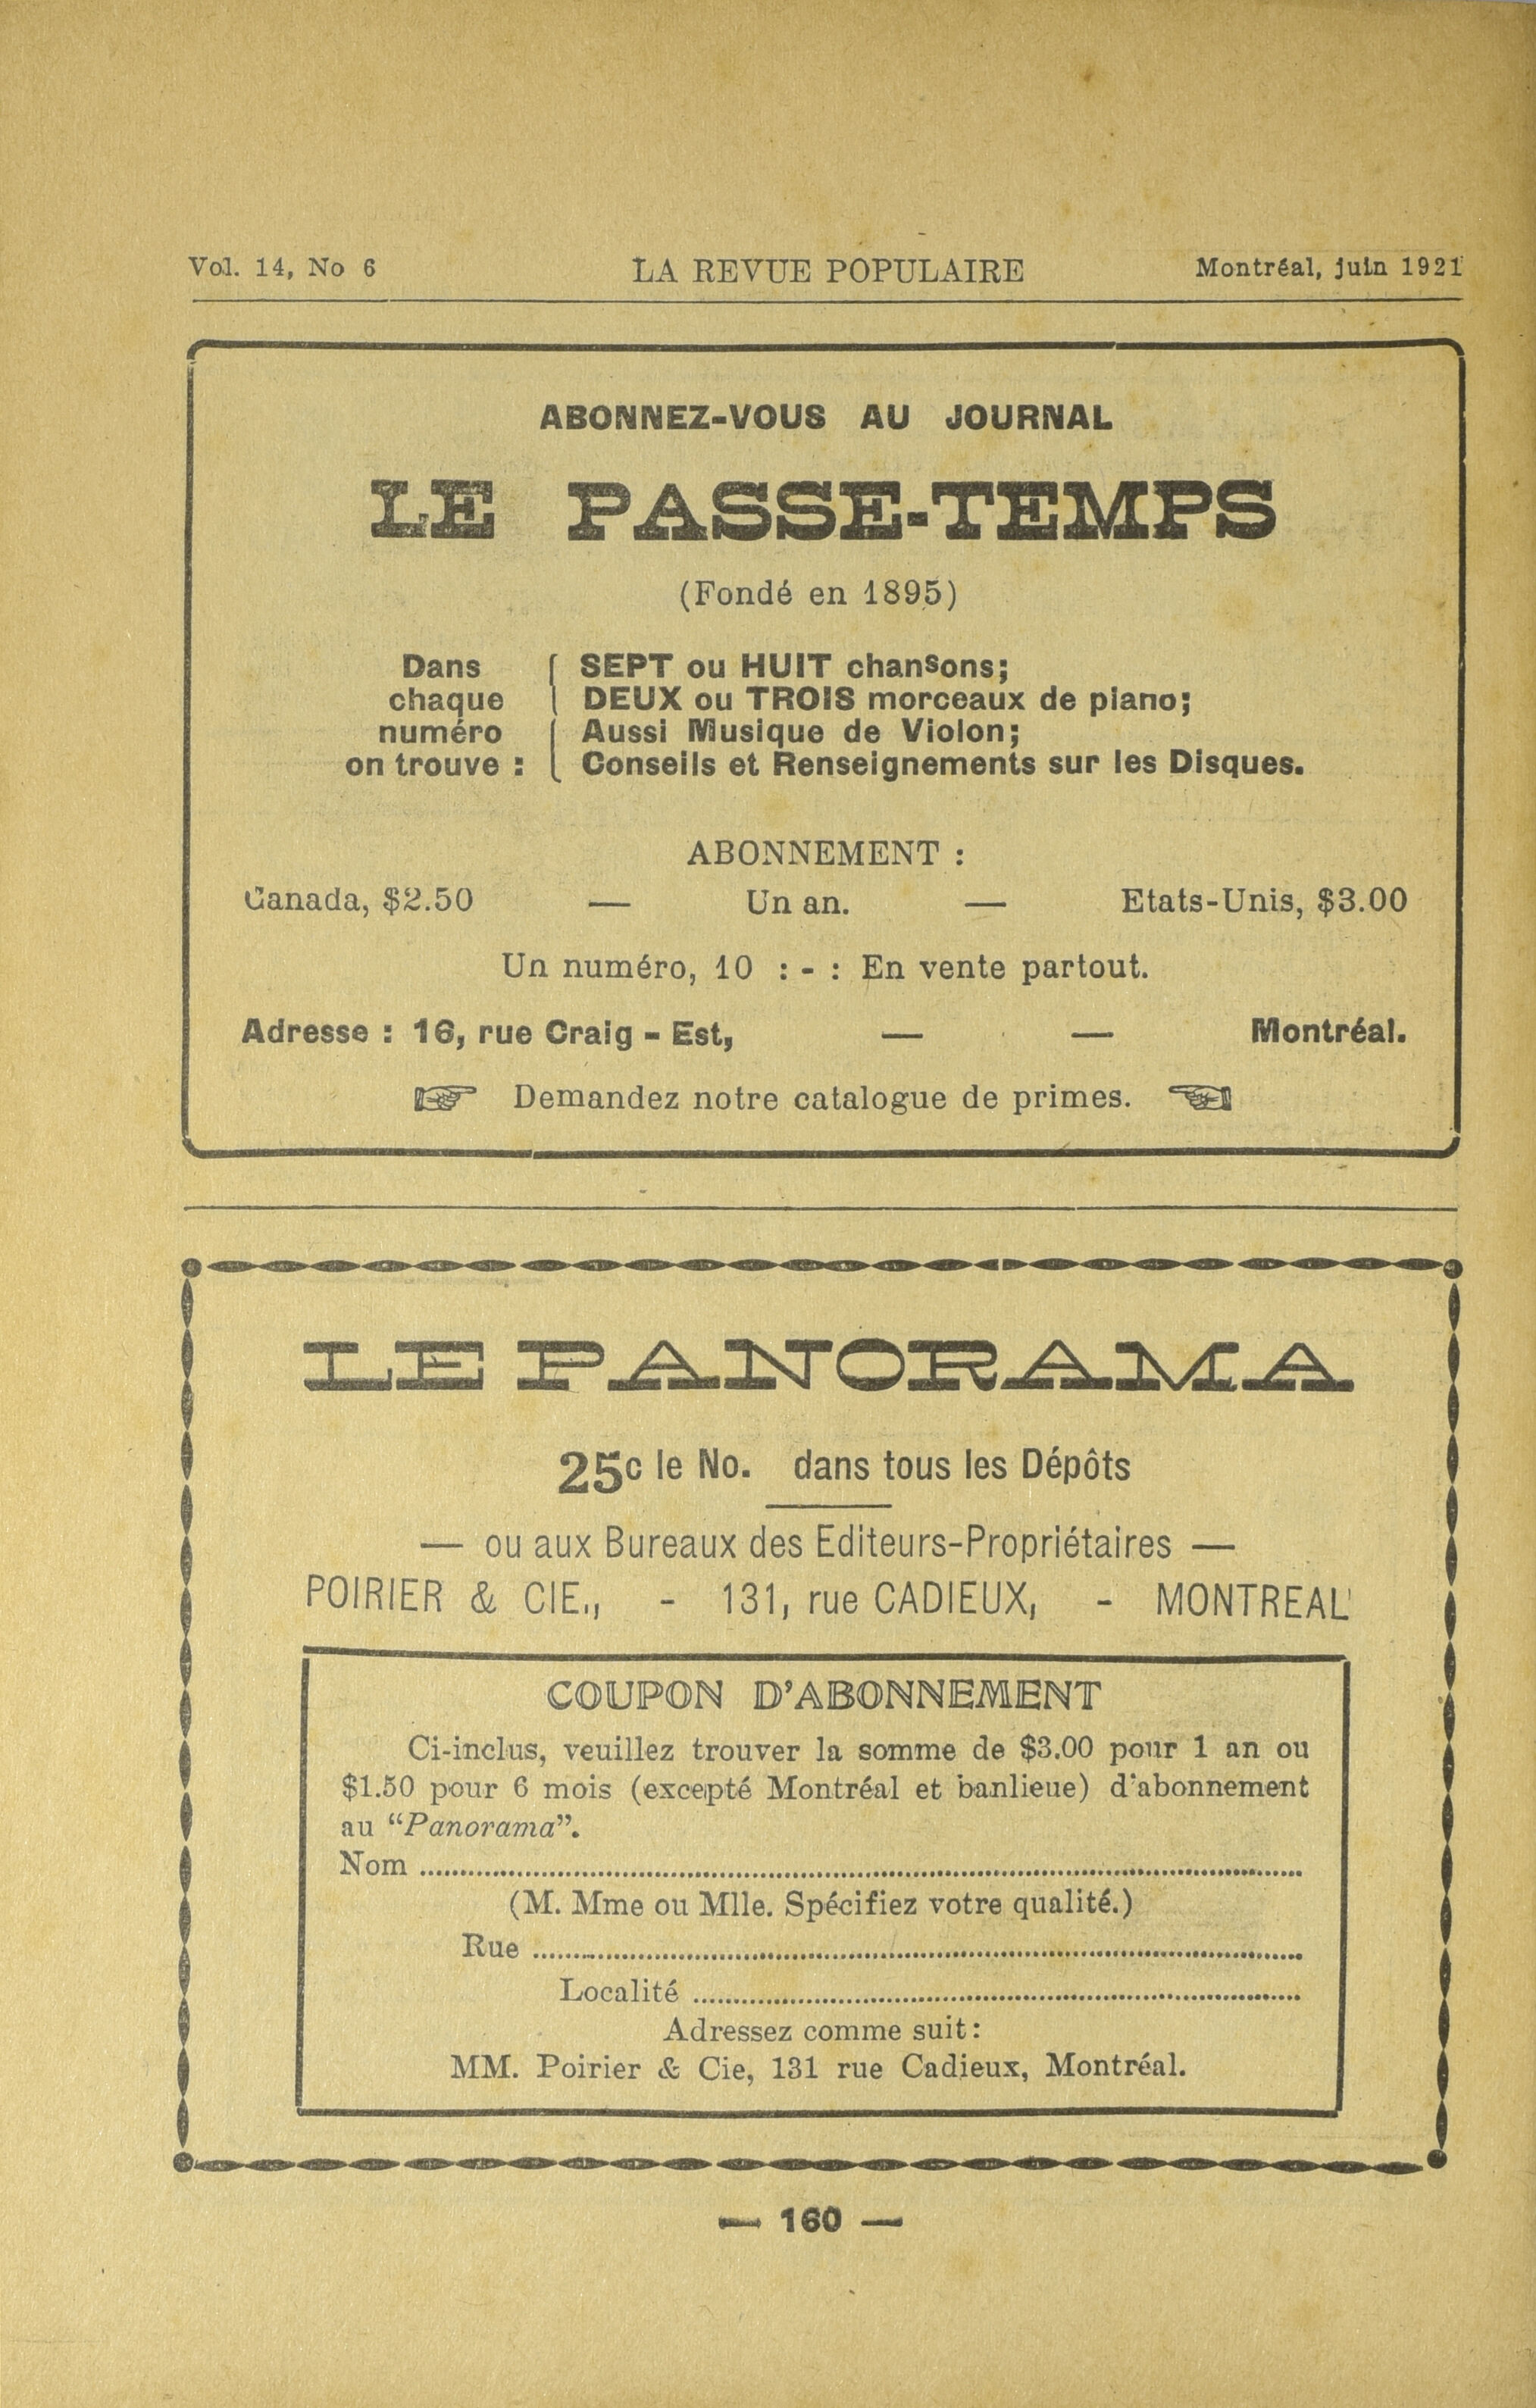 Vol. 14, No 6 LA REVUE POPULAIRE Montréal, juin 1921
ABONNEZ-VOUS AU JOURNAL
LE PASSE-TEMPS
(Fondé en 1895)
Dans SEPT ou HUIT chansons;
chaque DEUX ou TROIS morceaux de piano;
numéro Aussi Musique de Violon;
on trouve : Conseils et Renseignements sur les Disques.
ABONNEMENT :
Canada, $2.50 — Un an. — Etats-Unis, $3.00
Un numéro, 10 : - : En vente partout.
Adresse : 16, rue Craig - Est, — — Montréal.
☞ Demandez notre catalogue de primes. ☜
LE PANORAMA
25c le No. dans tous les Dépôts
— ou aux Bureaux des Editeurs-Propriétaires —
POIRIER & CIE., - 131, rue CADIEUX, - MONTREAL
COUPON D'ABONNEMENT
Ci-inclus, veuillez trouver la somme de $3.00 pour 1 an ou
$1.50 pour 6 mois (excepté Montréal et banlieue) d'abonnement
au “Panorama”.
Nom ..........
(M. Mme ou Mlle. Spécifiez votre qualité.)
Rue ..........
Localité ..........
Adressez comme suit:
MM. Poirier & Cie, 131 rue Cadieux, Montréal.
— 160 —